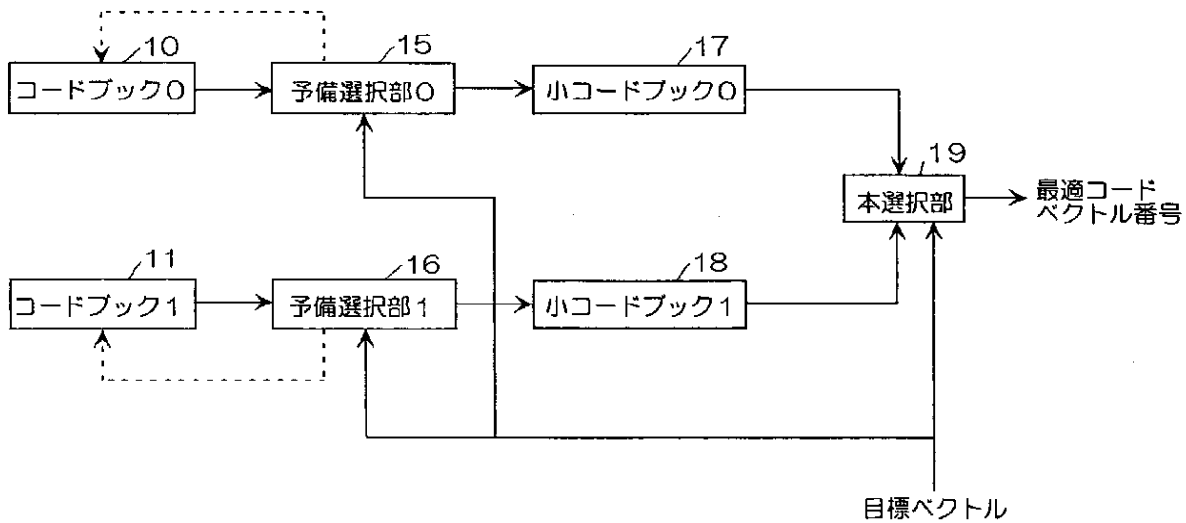 10
15
17
コードブック0
予備選択部0
小コードブック0
19
本選択部
最適コード
ベクトル番号
11
16
18
コードブック1
予備選択部1
小コードブック1
目標ベクトル